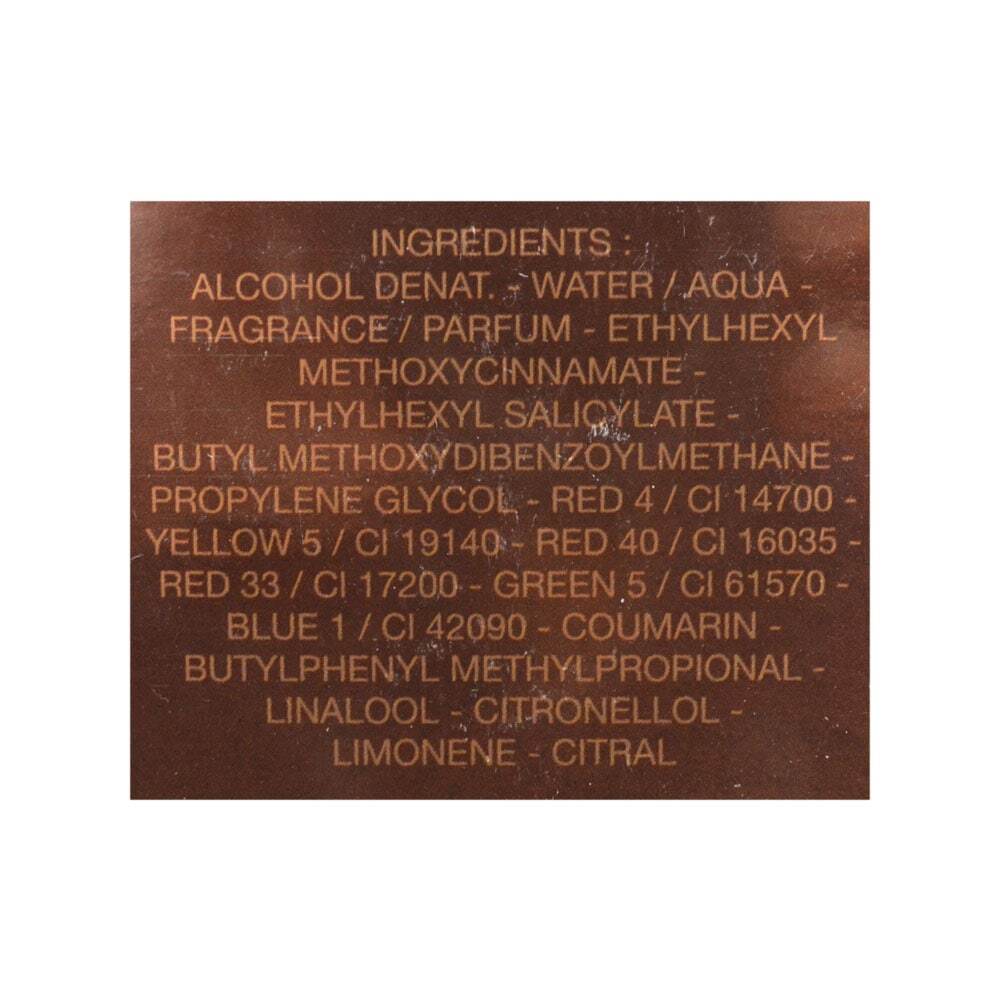 INGREDIENTS :
ALCOHOL DENAT. - WATER / AQUA -
FRAGRANCE / PARFUM - ETHYLHEXYL
METHOXYCINNAMATE -
ETHYLHEXYL SALICYLATE -
BUTYL METHOXYDIBENZOYLMETHANE -
PROPYLENE GLYCOL - RED 4 / CI 14700 -
YELLOW 5 / CI 19140 - RED 40 / CI 16035 -
RED 33 / CI 17200 - GREEN 5 / CI 61570 -
BLUE 1 / CI 42090 - COUMARIN -
BUTYLPHENYL METHYLPROPIONAL -
LINALOOL - CITRONELLOL -
LIMONENE - CITRAL